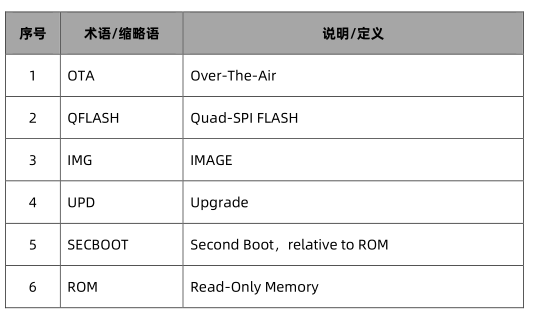 序号 术语/缩略语 说明/定义
1 OTA Over-The-Air
2 QFLASH Quad-SPI FLASH
3 IMG IMAGE
4 UPD Upgrade
5 SECBOOT Second Boot，relative to ROM
6 ROM Read-Only Memory